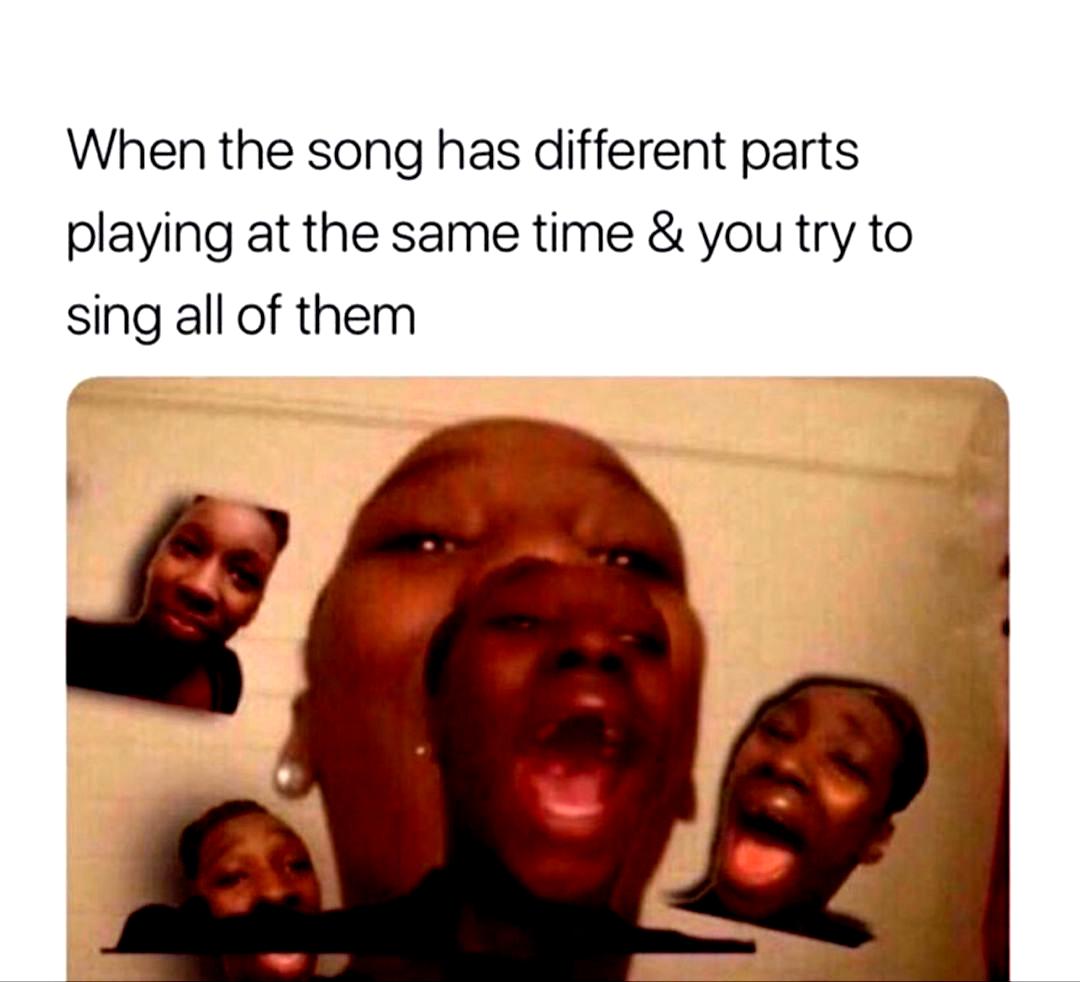 When the song has different parts
playing at the same time & you try to
sing all of them